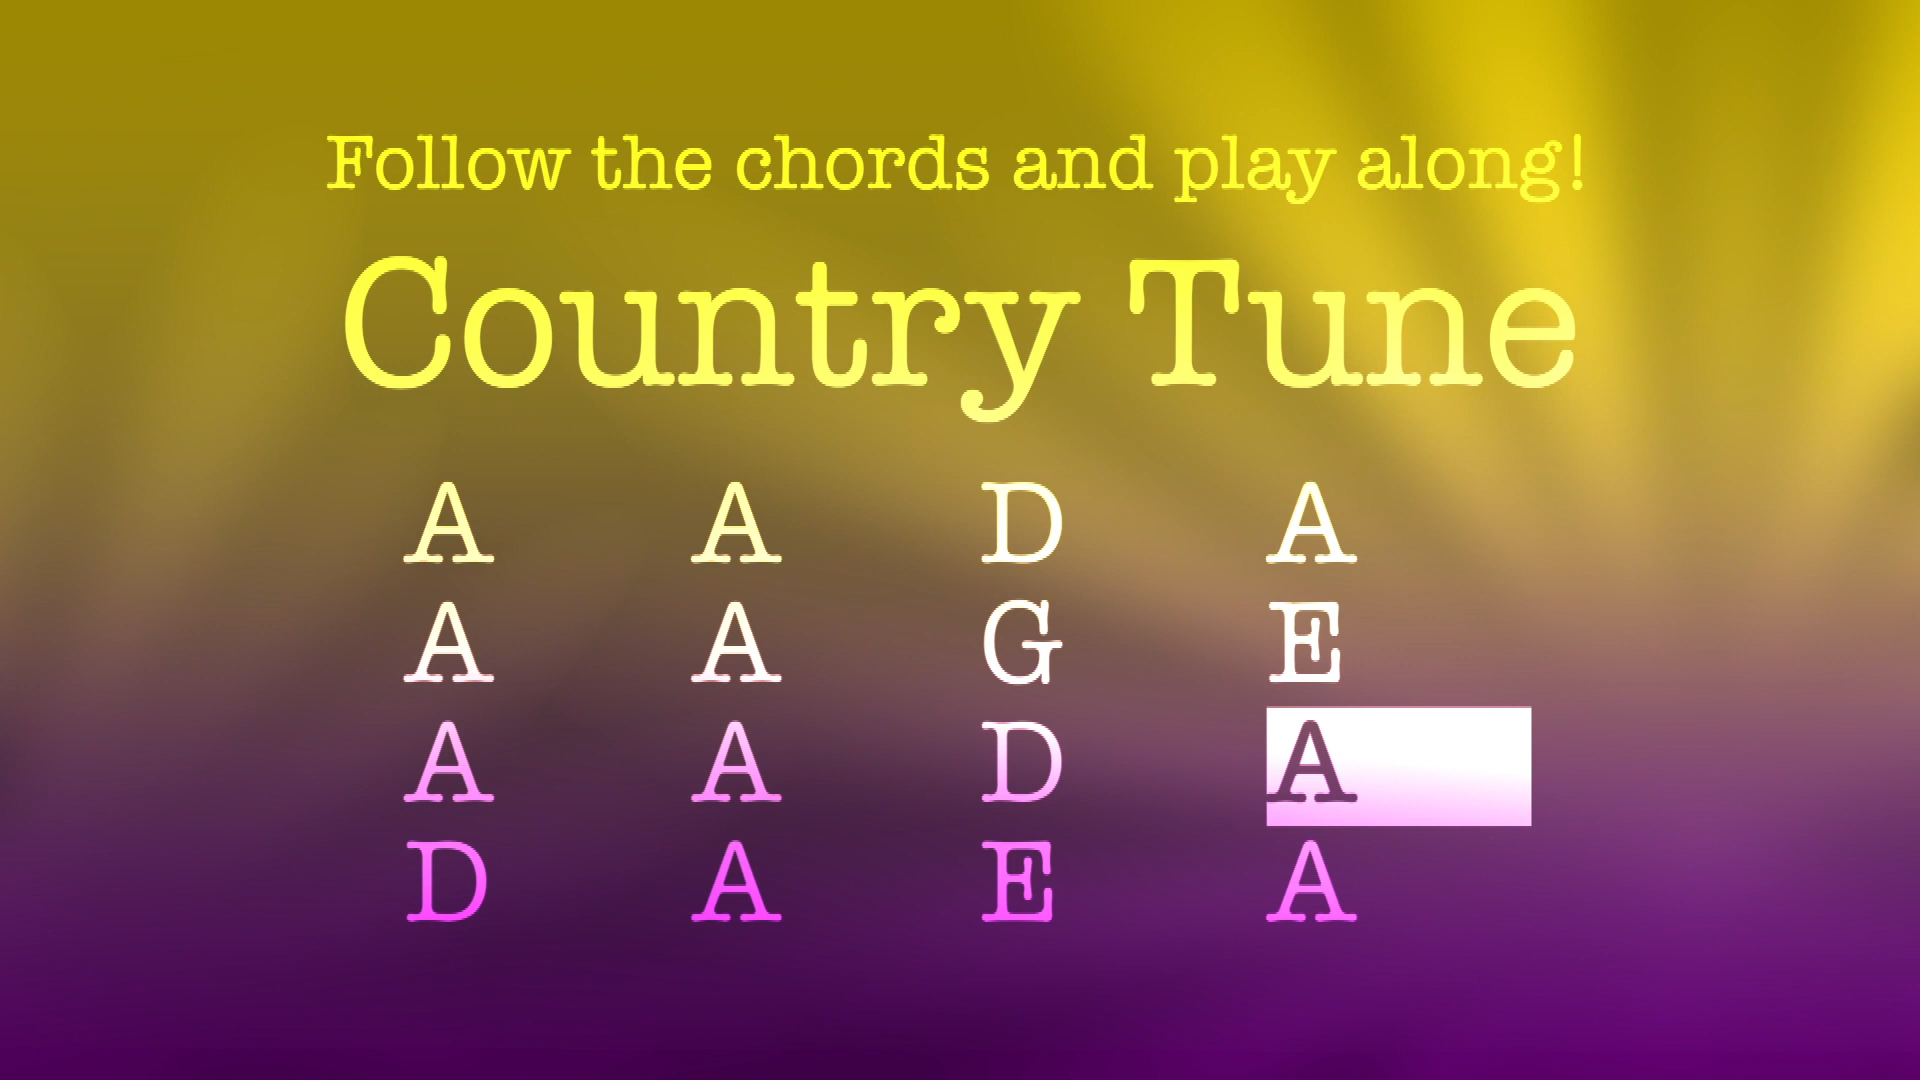 Follow the chords and play along!
Country Tune
A A D A
A A G E
A A D A
D A E A